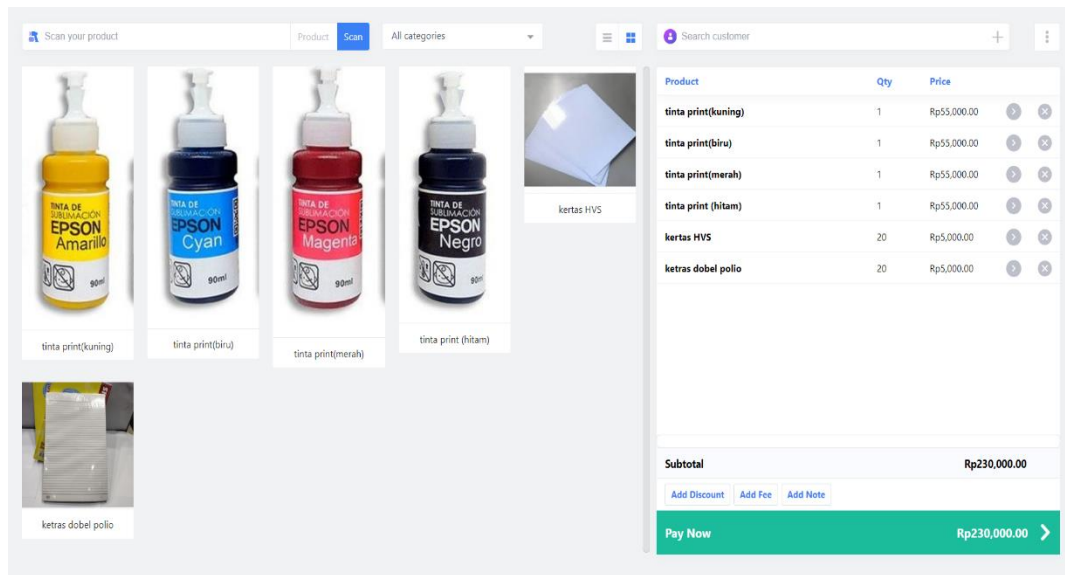 Scan your product
Product
Scan
All categories
Search customer
TINTA DE
SUBLIMACIÓN
EPSON
Amarillo
90ml
tinta print(kuning)
TINTA DE
SUBLIMACIÓN
EPSON
Cyan
90ml
tinta print(biru)
TINTA DE
SUBLIMACIÓN
EPSON
Magenta
90ml
tinta print(merah)
TINTA DE
SUBLIMACIÓN
EPSON
Negro
90ml
tinta print (hitam)
kertas HVS
ketras dobel polio
Product Qty Price
tinta print(kuning) 1 Rp55,000.00
tinta print(biru) 1 Rp55,000.00
tinta print(merah) 1 Rp55,000.00
tinta print (hitam) 1 Rp55,000.00
kertas HVS 20 Rp5,000.00
ketras dobel polio 20 Rp5,000.00
Subtotal Rp230,000.00
Add Discount Add Fee Add Note
Pay Now Rp230,000.00